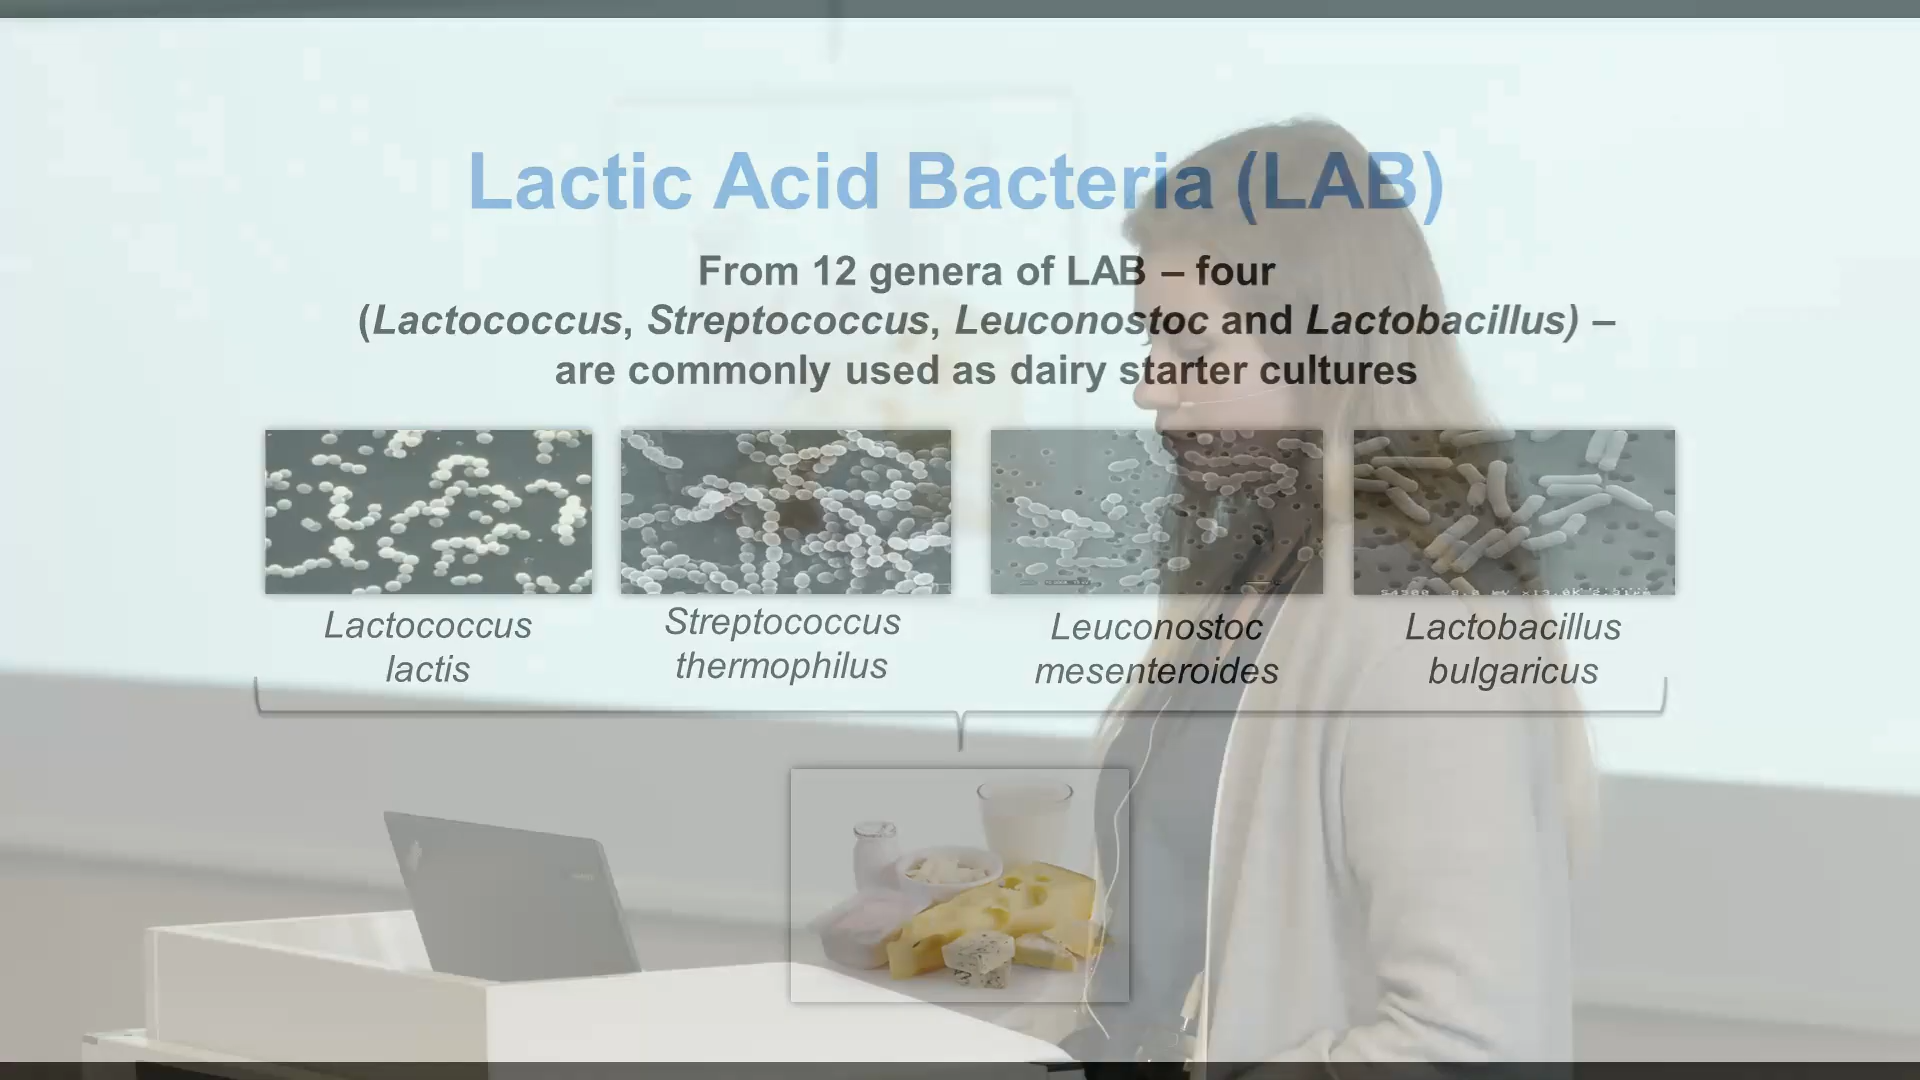 Lactic Acid Bacteria (LAB)
From 12 genera of LAB – four
(Lactococcus, Streptococcus, Leuconostoc and Lactobacillus) –
are commonly used as dairy starter cultures
Lactococcus
lactis
Streptococcus
thermophilus
Leuconostoc
mesenteroides
Lactobacillus
bulgaricus